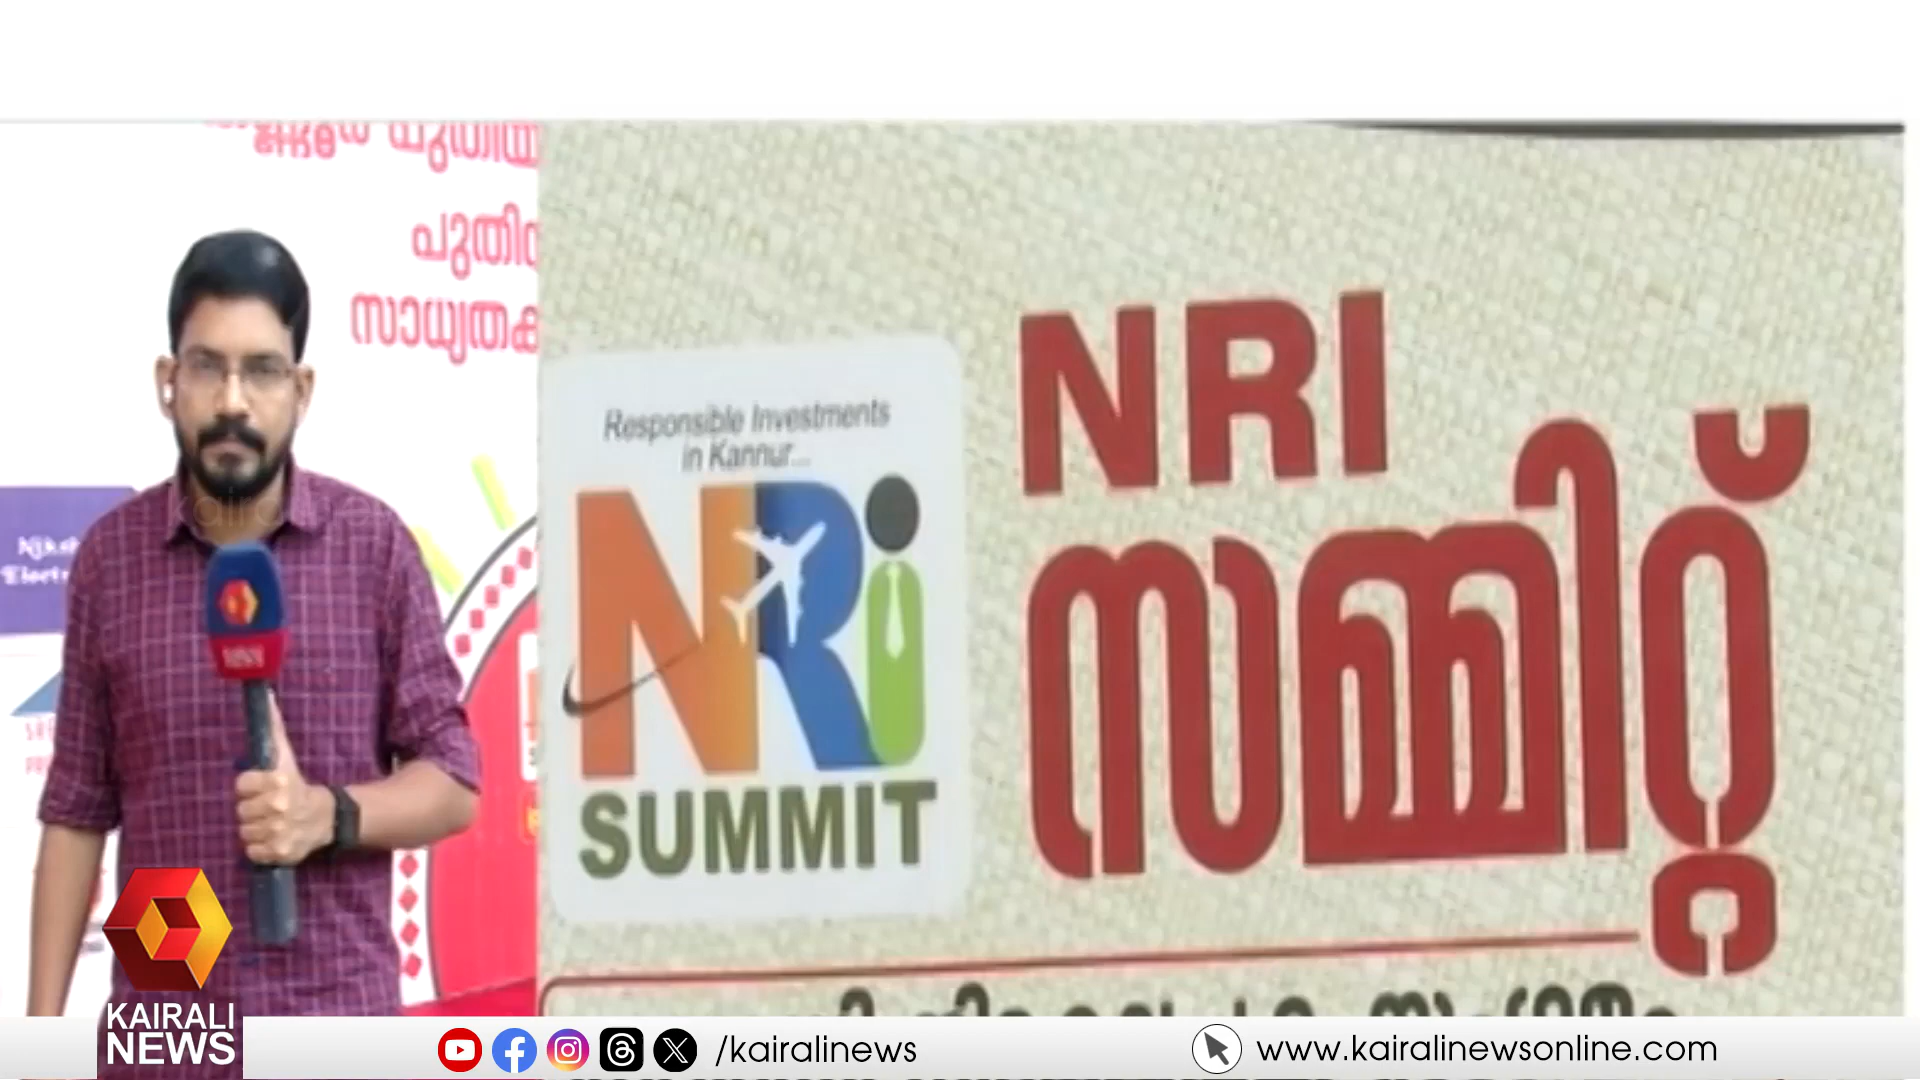 പുതിയ
സാധ്യതക
Responsible Investments
in Kannur...
NRi
SUMMIT
NRI
സമ്മിറ്റ്
KAIRALI
NEWS
/kairalinews
www.kairalinewsonline.com